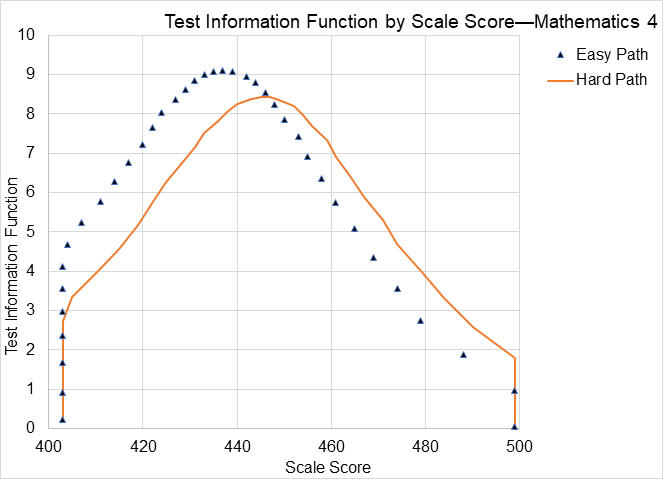 Test Information Function by Scale Score—Mathematics 4
10
9
8
7
6
5
4
3
2
1
0
Test Information Function
400 420 440 460 480 500
Scale Score
Easy Path
Hard Path